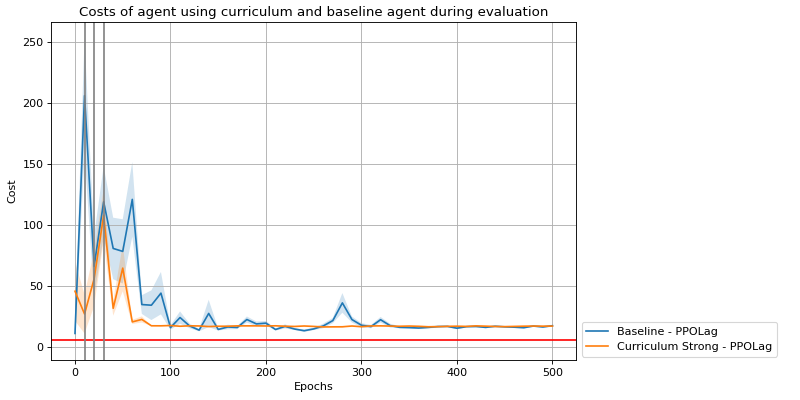 Costs of agent using curriculum and baseline agent during evaluation
250
200
150
100
50
0
Cost
0 100 200 300 400 500
Epochs
Baseline - PPOLag
Curriculum Strong - PPOLag